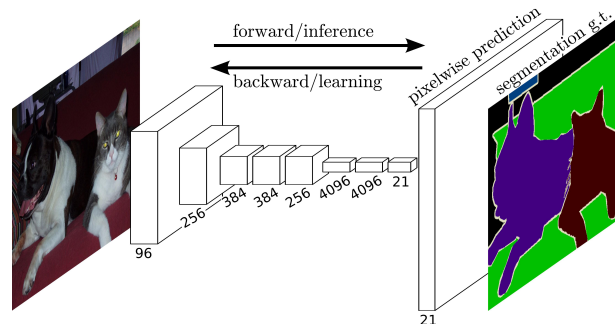 forward/inference
backward/learning
pixelwise prediction
segmentation g.t.
96
256
384
384
256
4096
4096
21
21